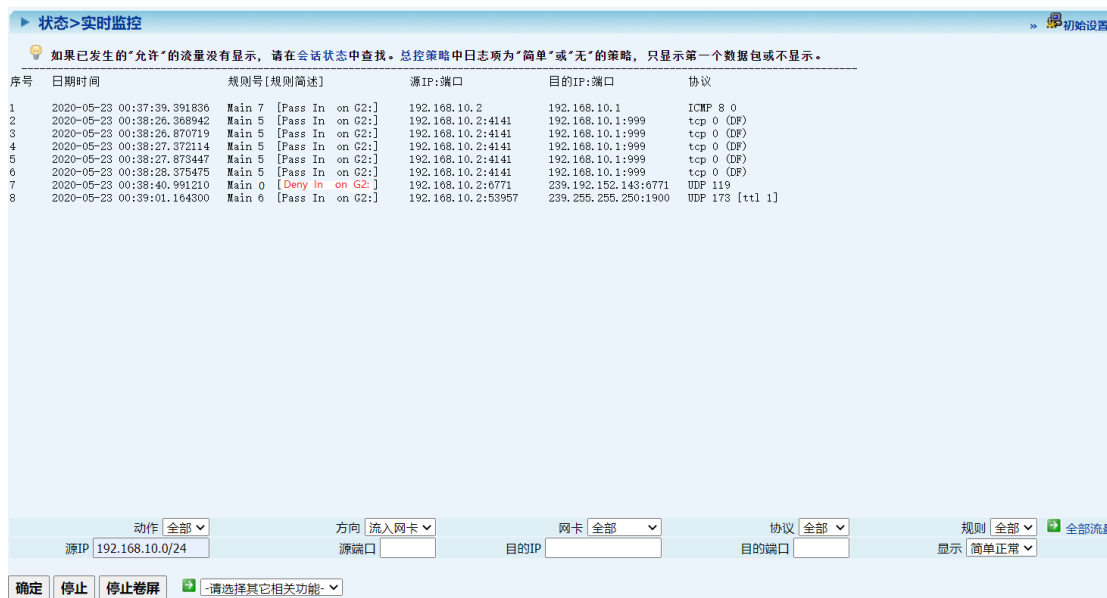 状态>实时监控
» 初始设置
如果已发生的"允许"的流量没有显示, 请在会话状态中查找。总控策略中日志项为"简单"或"无"的策略, 只显示第一个数据包或不显示。
序号 日期时间 规则号[规则简述] 源IP:端口 目的IP:端口 协议
1 2020-05-23 00:37:39.391836 Main 7 [Pass In on G2:] 192.168.10.2 192.168.10.1 ICMP 8 0
2 2020-05-23 00:38:26.368942 Main 5 [Pass In on G2:] 192.168.10.2:4141 192.168.10.1:999 tcp 0 (DF)
3 2020-05-23 00:38:26.870719 Main 5 [Pass In on G2:] 192.168.10.2:4141 192.168.10.1:999 tcp 0 (DF)
4 2020-05-23 00:38:27.372114 Main 5 [Pass In on G2:] 192.168.10.2:4141 192.168.10.1:999 tcp 0 (DF)
5 2020-05-23 00:38:27.873447 Main 5 [Pass In on G2:] 192.168.10.2:4141 192.168.10.1:999 tcp 0 (DF)
6 2020-05-23 00:38:28.375475 Main 5 [Pass In on G2:] 192.168.10.2:4141 192.168.10.1:999 tcp 0 (DF)
7 2020-05-23 00:38:40.991210 Main 0 [Deny In on G2:] 192.168.10.2:6771 239.192.152.143:6771 UDP 119
8 2020-05-23 00:39:01.164300 Main 6 [Pass In on G2:] 192.168.10.2:53957 239.255.255.250:1900 UDP 173 [ttl 1]
动作 全部 方向 流入网卡 网卡 全部 协议 全部 规则 全部 全部流
源IP 192.168.10.0/24 源端口 目的IP 目的端口 显示 简单正常
确定 停止 停止卷屏 -请选择其它相关功能-